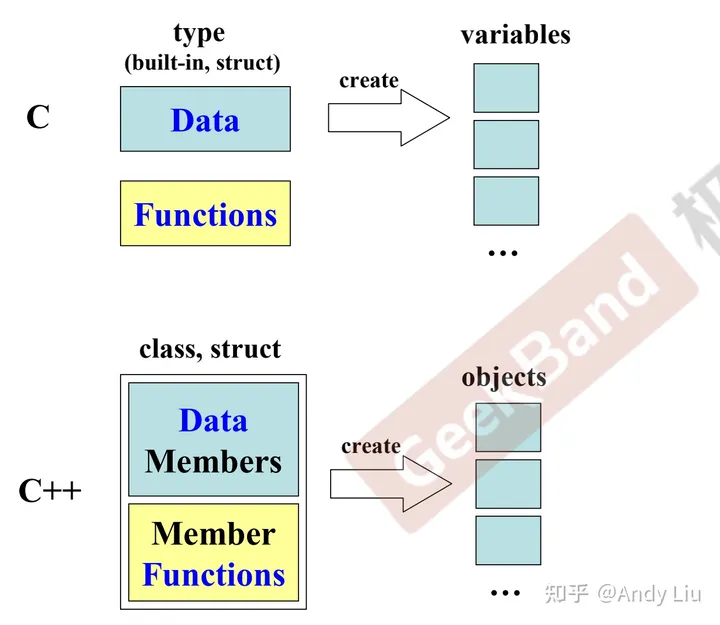 type
(built-in, struct)
variables
C
Data
create
Functions
...
class, struct
objects
C++
Data
Members
create
Member
Functions
...
GeekBand
极
知乎 @Andy Liu